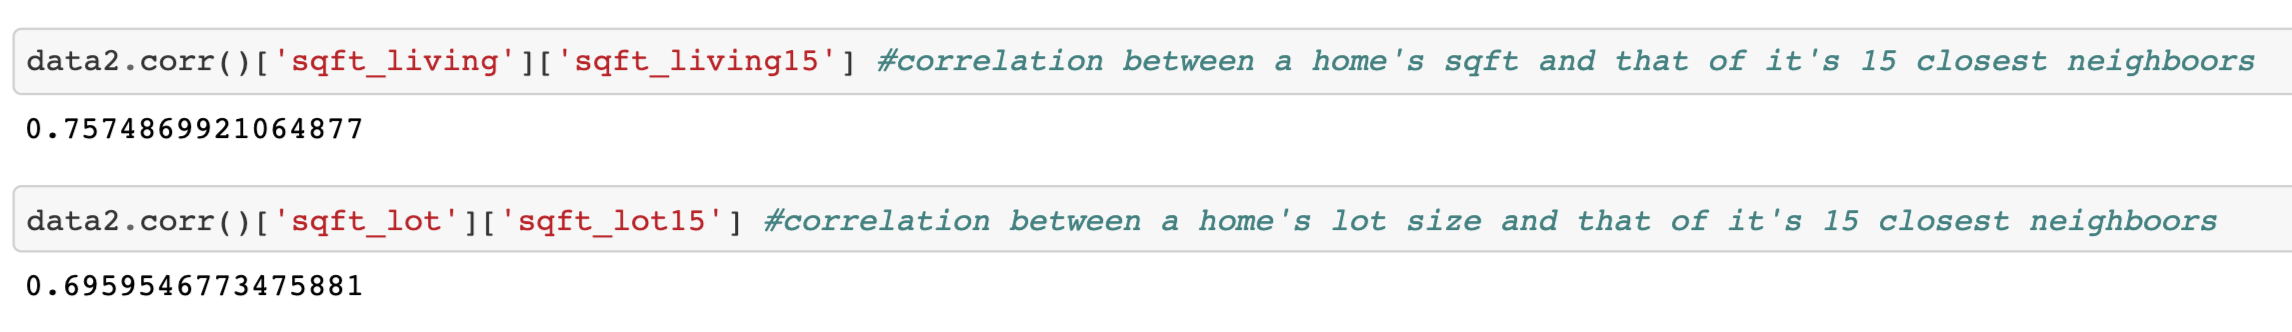 data2.corr()['sqft_living']['sqft_living15'] #correlation between a home's sqft and that of it's 15 closest neighboors
0.7574869921064877
data2.corr()['sqft_lot']['sqft_lot15'] #correlation between a home's lot size and that of it's 15 closest neighboors
0.6959546773475881